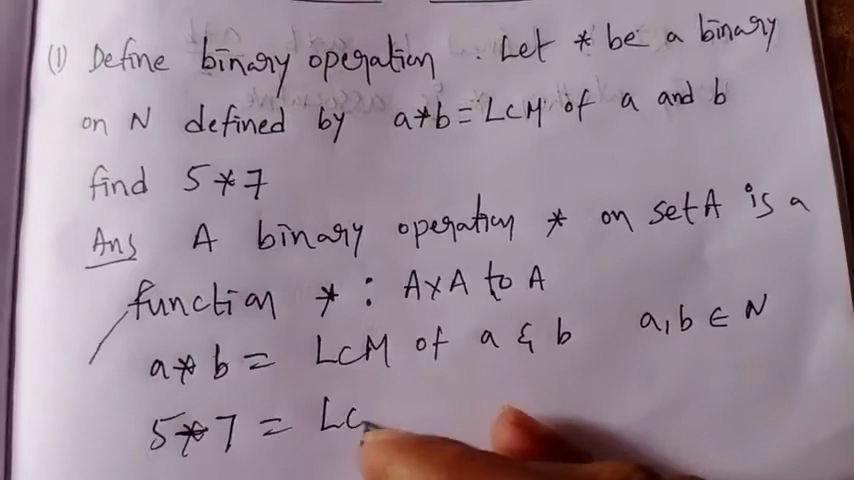 (1) Define binary operation. Let * be a binary
on N defined by a*b = LCM of a and b
find 5*7
Ans A binary operation * on set A is a
function * : A×A to A
a*b = LCM of a & b a,b ∈ N
5*7 = LC